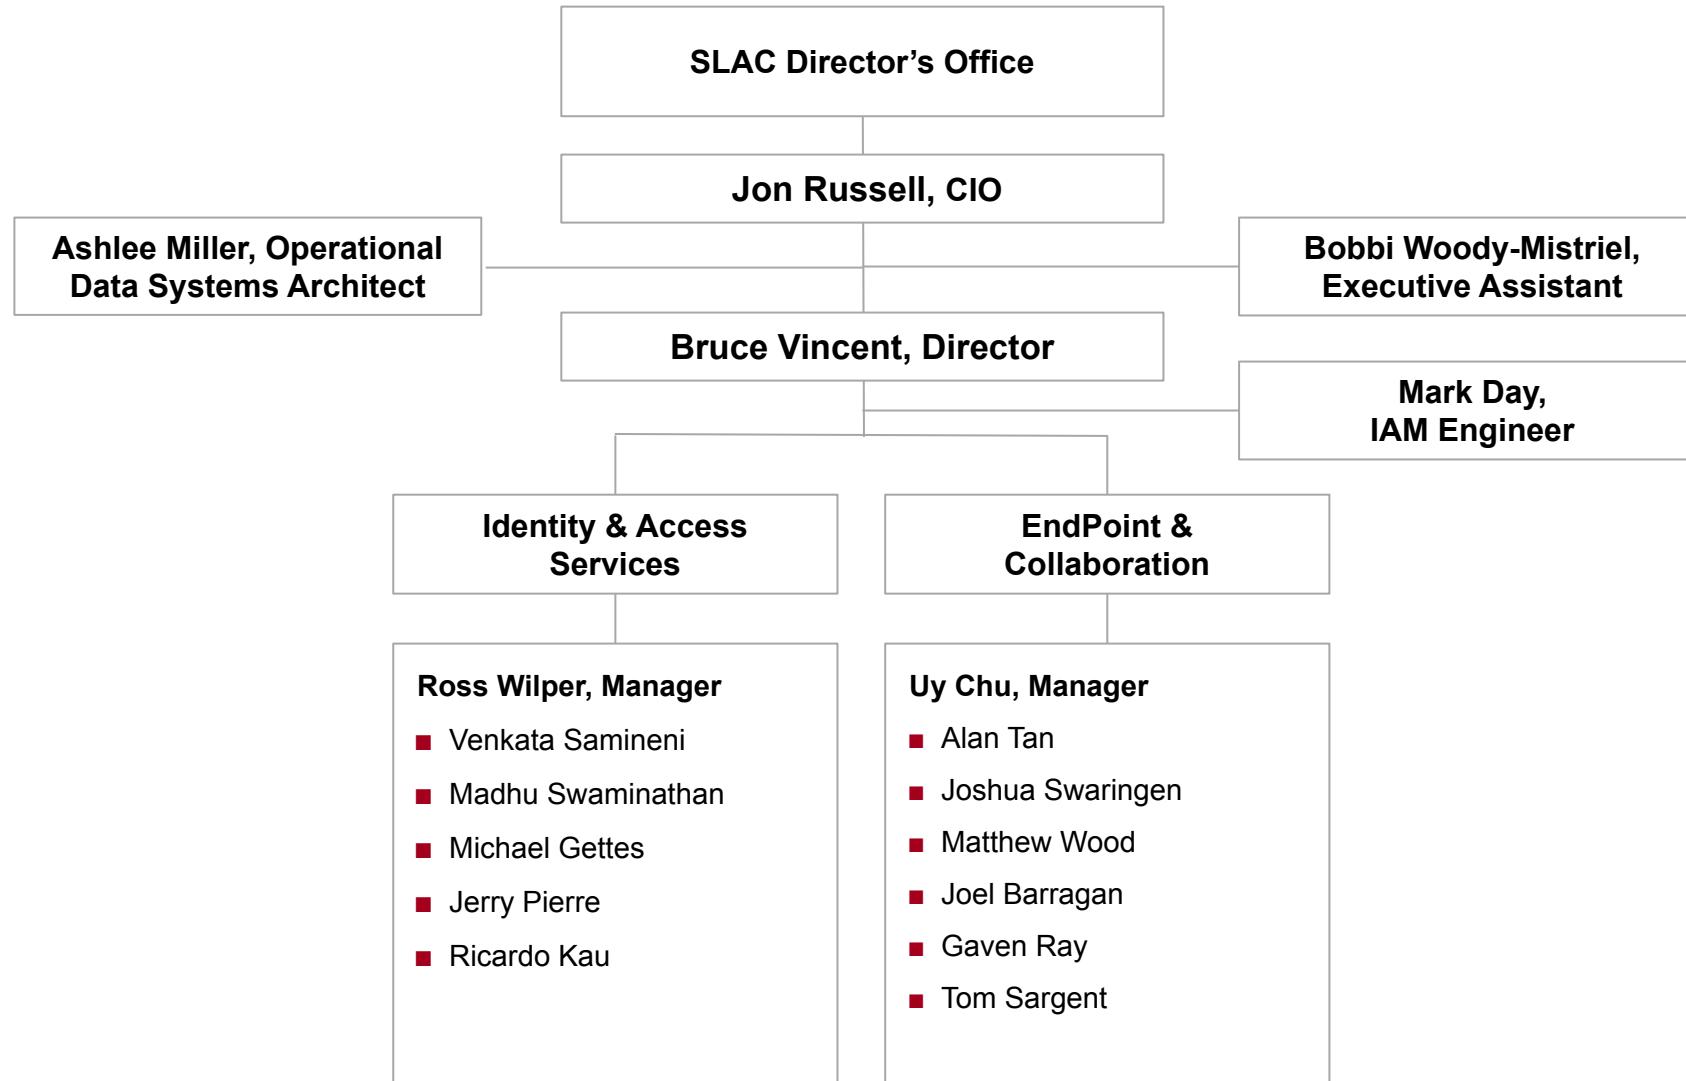 SLAC Director’s Office
Jon Russell, CIO
Ashlee Miller, Operational
Data Systems Architect
Bobbi Woody-Mistriel,
Executive Assistant
Bruce Vincent, Director
Mark Day,
IAM Engineer
Identity & Access
Services
EndPoint &
Collaboration
Ross Wilper, Manager
Venkata Samineni
Madhu Swaminathan
Michael Gettes
Jerry Pierre
Ricardo Kau
Uy Chu, Manager
Alan Tan
Joshua Swaringen
Matthew Wood
Joel Barragan
Gaven Ray
Tom Sargent